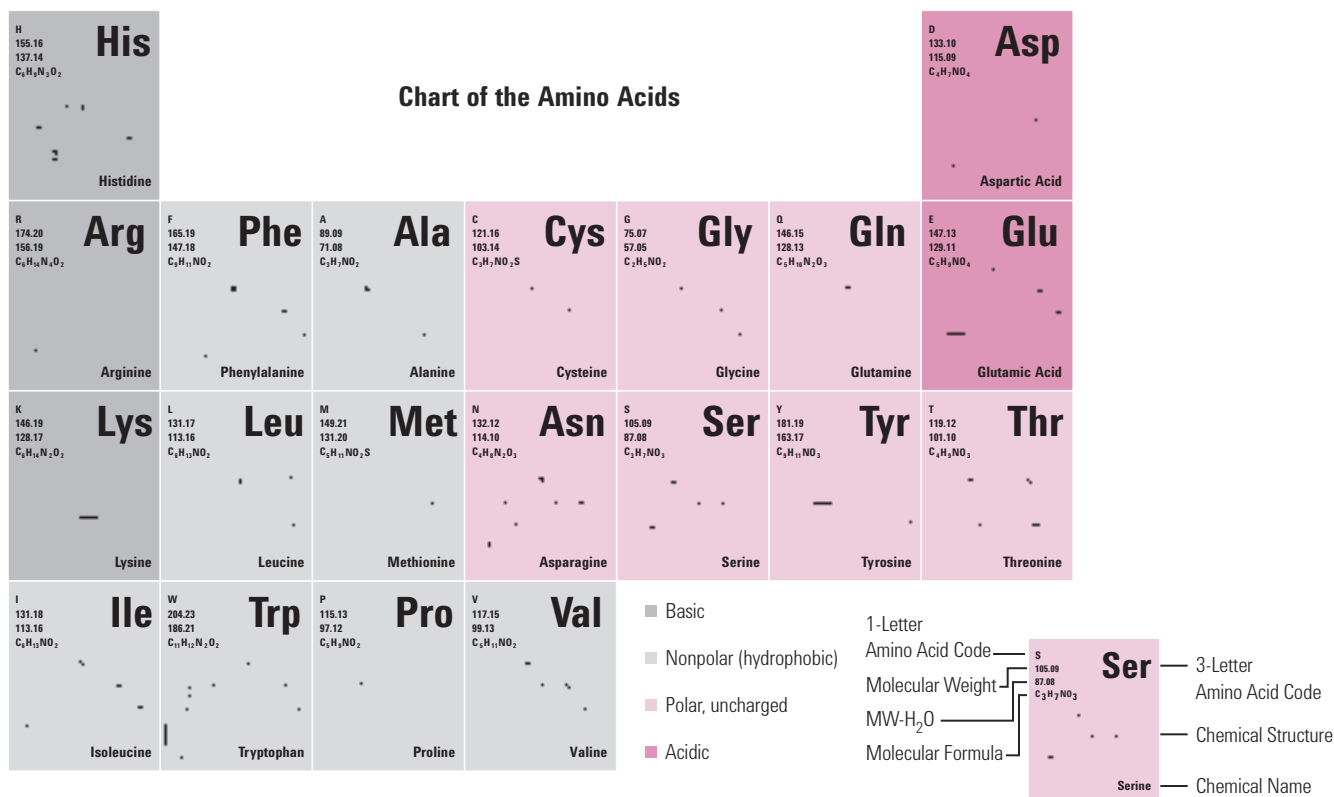 Chart of the Amino Acids
H
His
155.16
137.14
C₆H₉N₃O₂
Histidine
D
Asp
133.10
115.09
C₄H₇NO₄
Aspartic Acid
R
Arg
174.20
156.19
C₆H₁₄N₄O₂
Arginine
F
Phe
165.19
147.18
C₉H₁₁NO₂
Phenylalanine
A
Ala
89.09
71.08
C₃H₇NO₂
Alanine
C
Cys
121.16
103.14
C₃H₇NO₂S
Cysteine
G
Gly
75.07
57.05
C₂H₅NO₂
Glycine
Q
Gln
146.15
128.13
C₅H₁₀N₂O₃
Glutamine
E
Glu
147.13
129.11
C₅H₉NO₄
Glutamic Acid
K
Lys
146.19
128.17
C₆H₁₄N₂O₂
Lysine
L
Leu
131.17
113.16
C₆H₁₃NO₂
Leucine
M
Met
149.21
131.20
C₅H₁₁NO₂S
Methionine
N
Asn
132.12
114.10
C₄H₈N₂O₃
Asparagine
S
Ser
105.09
87.08
C₃H₇NO₃
Serine
Y
Tyr
181.19
163.17
C₉H₁₁NO₃
Tyrosine
T
Thr
119.12
101.10
C₄H₉NO₃
Threonine
I
Ile
131.18
113.16
C₆H₁₃NO₂
Isoleucine
W
Trp
204.23
186.21
C₁₁H₁₂N₂O₂
Tryptophan
P
Pro
115.13
97.12
C₅H₉NO₂
Proline
V
Val
117.15
99.13
C₅H₁₁NO₂
Valine
Basic
Nonpolar (hydrophobic)
Polar, uncharged
Acidic
1-Letter
Amino Acid Code
Molecular Weight
MW-H₂O
Molecular Formula
S
Ser
105.09
87.08
C₃H₇NO₃
Serine
3-Letter
Amino Acid Code
Chemical Structure
Chemical Name